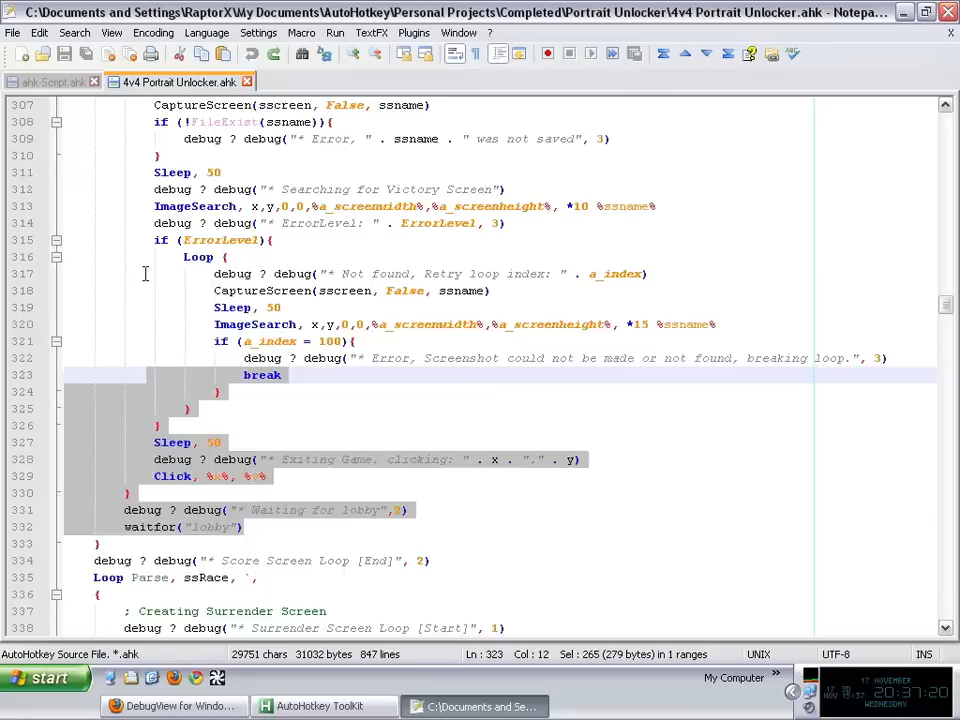 C:\Documents and Settings\RaptorX\My Documents\AutoHotkey\Personal Projects\Completed\Portrait Unlocker\4v4 Portrait Unlocker.ahk - Notepa...
File Edit Search View Encoding Language Settings Macro Run TextFX Plugins Window ? X
ahk-Script.ahk 4v4 Portrait Unlocker.ahk
307 CaptureScreen(sscreen, False, ssname)
308 if (!FileExist(ssname)){
309 debug ? debug("* Error, " . ssname . " was not saved", 3)
310 }
311 Sleep, 50
312 debug ? debug("* Searching for Victory Screen")
313 ImageSearch, x,y,0,0,%a_screenwidth%,%a_screenheight%, *10 %ssname%
314 debug ? debug("* ErrorLevel: " . ErrorLevel, 3)
315 if (ErrorLevel){
316 Loop {
317 debug ? debug("* Not found, Retry loop index: " . a_index)
318 CaptureScreen(sscreen, False, ssname)
319 Sleep, 50
320 ImageSearch, x,y,0,0,%a_screenwidth%,%a_screenheight%, *15 %ssname%
321 if (a_index = 100){
322 debug ? debug("* Error, Screenshot could not be made or not found, breaking loop.", 3)
323 break
324 }
325 }
326 }
327 Sleep, 50
328 debug ? debug("* Exiting Game, clicking: " . x . "," . y)
329 Click, %x%, %y%
330 }
331 debug ? debug("* Waiting for lobby",2)
332 waitfor("lobby")
333 }
334 debug ? debug("* Score Screen Loop [End]", 2)
335 Loop Parse, ssRace, `,
336 {
337 ; Creating Surrender Screen
338 debug ? debug("* Surrender Screen Loop [Start]", 1)
AutoHotkey Source File. *.ahk 29751 chars 31032 bytes 847 lines Ln : 323 Col : 12 Sel : 265 (279 bytes) in 1 ranges UNIX UTF-8 INS
start My Computer »
DebugView for Windo... AutoHotkey ToolKit C:\Documents and Se...
17 NOVEMBER
20:37:20
WEDNESDAY